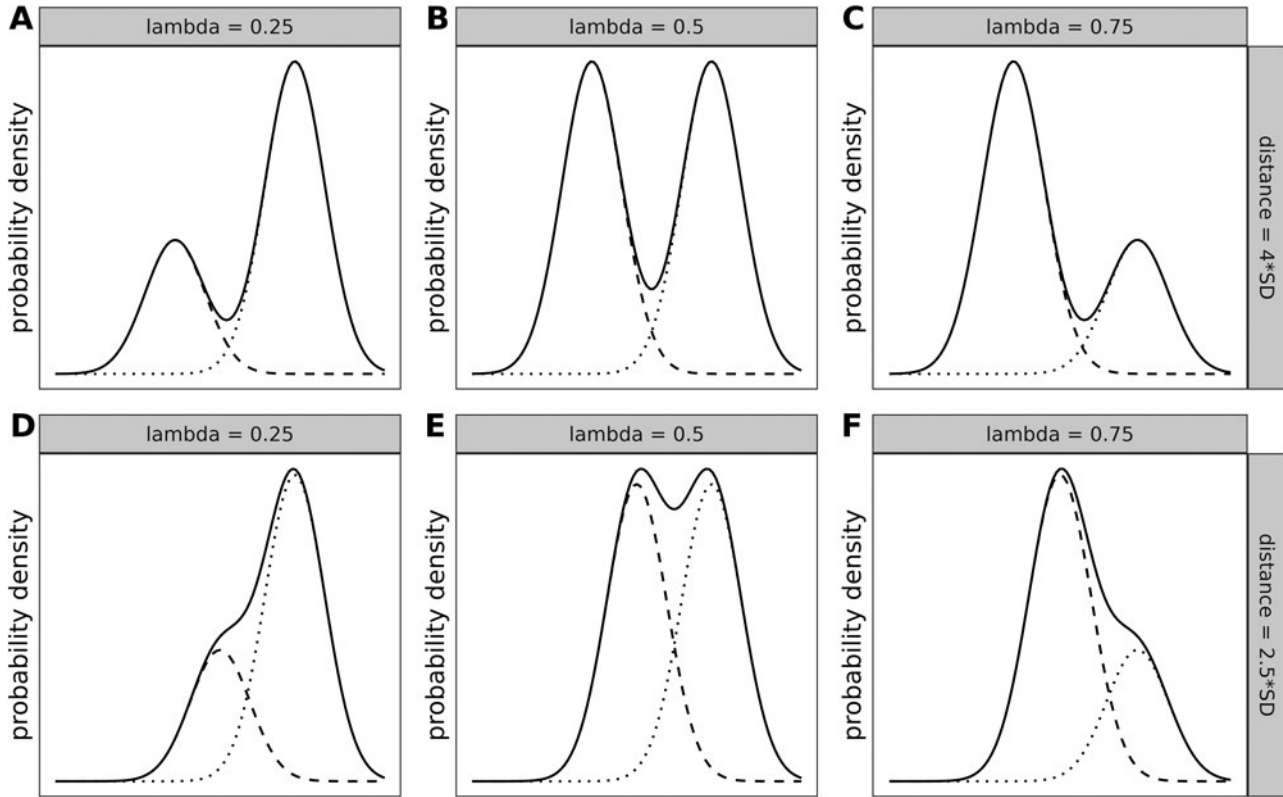 A
lambda = 0.25
B
lambda = 0.5
C
lambda = 0.75
probability density
probability density
probability density
distance = 4*SD
D
lambda = 0.25
E
lambda = 0.5
F
lambda = 0.75
probability density
probability density
probability density
distance = 2.5*SD